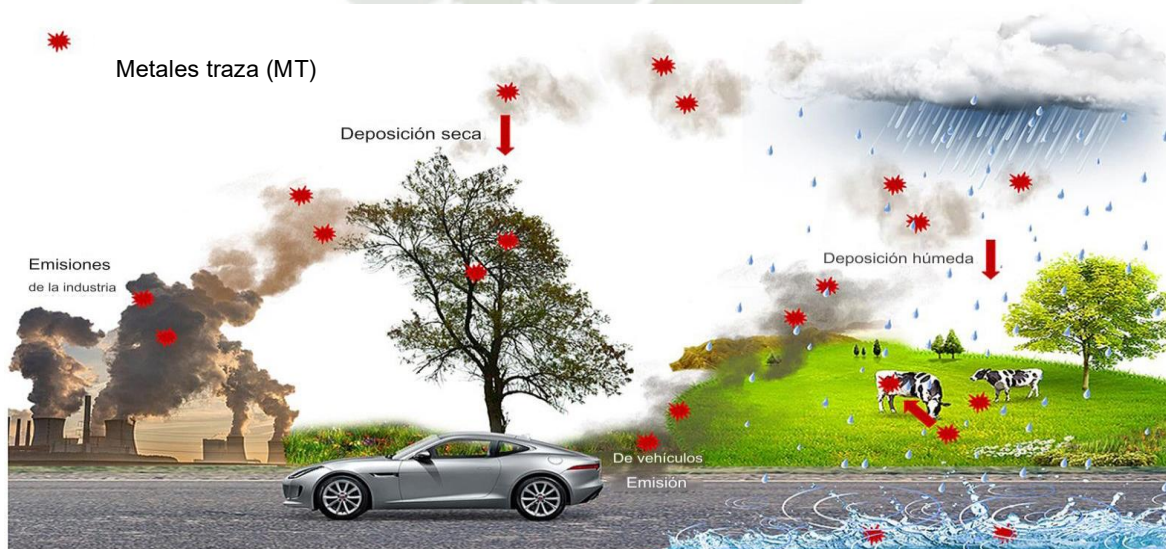 Metales traza (MT)
Deposición seca
Emisiones
de la industria
Deposición húmeda
De vehículos
Emisión